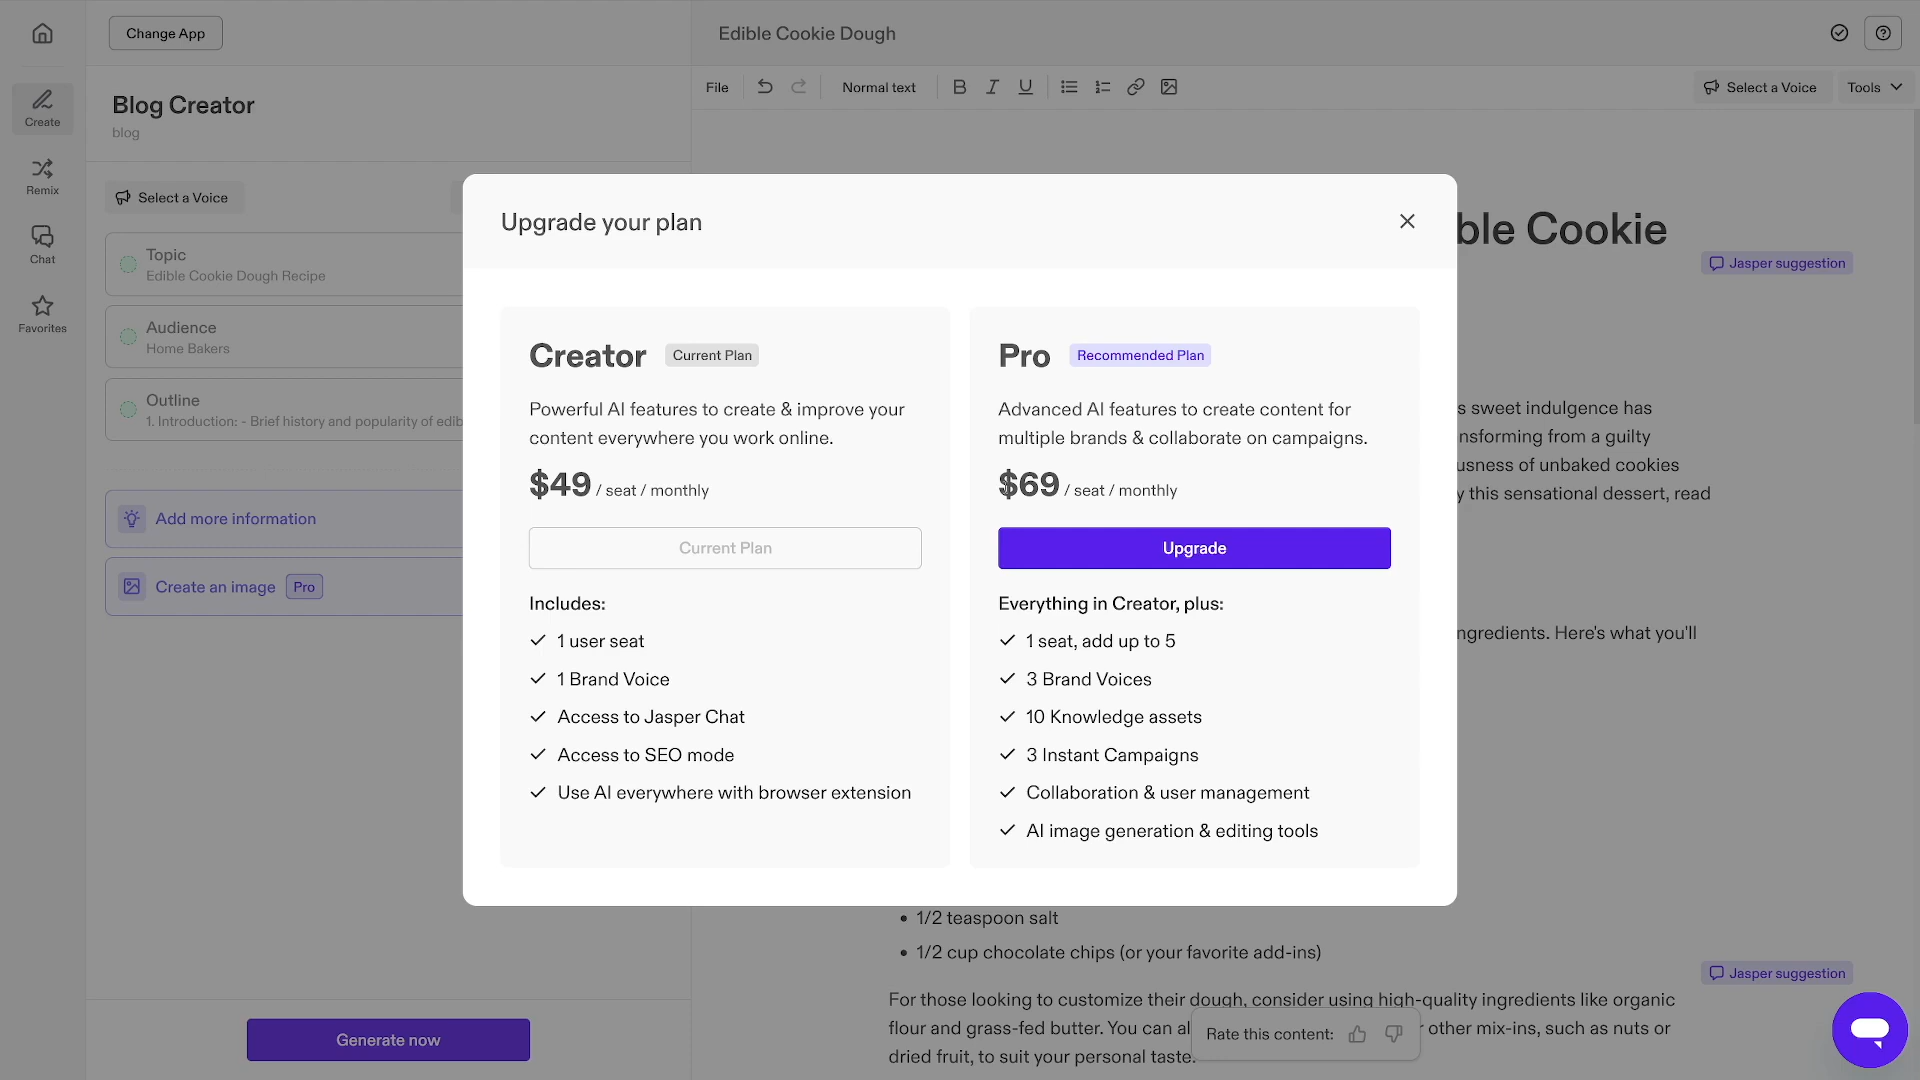 Change App
Edible Cookie Dough
File
Normal text
Select a Voice
Tools
Create
Remix
Chat
Favorites
Blog Creator
blog
Select a Voice
Topic
Edible Cookie Dough Recipe
Audience
Home Bakers
Outline
1. Introduction: - Brief history and popularity of edib
Add more information
Create an image
Pro
Generate now
Upgrade your plan
Creator
Current Plan
Powerful AI features to create & improve your
content everywhere you work online.
$49 / seat / monthly
Current Plan
Includes:
1 user seat
1 Brand Voice
Access to Jasper Chat
Access to SEO mode
Use AI everywhere with browser extension
Pro
Recommended Plan
Advanced AI features to create content for
multiple brands & collaborate on campaigns.
$69 / seat / monthly
Upgrade
Everything in Creator, plus:
1 seat, add up to 5
3 Brand Voices
10 Knowledge assets
3 Instant Campaigns
Collaboration & user management
AI image generation & editing tools
ble Cookie
Jasper suggestion
s sweet indulgence has
nsforming from a guilty
usness of unbaked cookies
y this sensational dessert, read
ngredients. Here's what you'll
1/2 teaspoon salt
1/2 cup chocolate chips (or your favorite add-ins)
Jasper suggestion
For those looking to customize their dough, consider using high-quality ingredients like organic
flour and grass-fed butter. You can al
other mix-ins, such as nuts or
dried fruit, to suit your personal taste.
Rate this content: